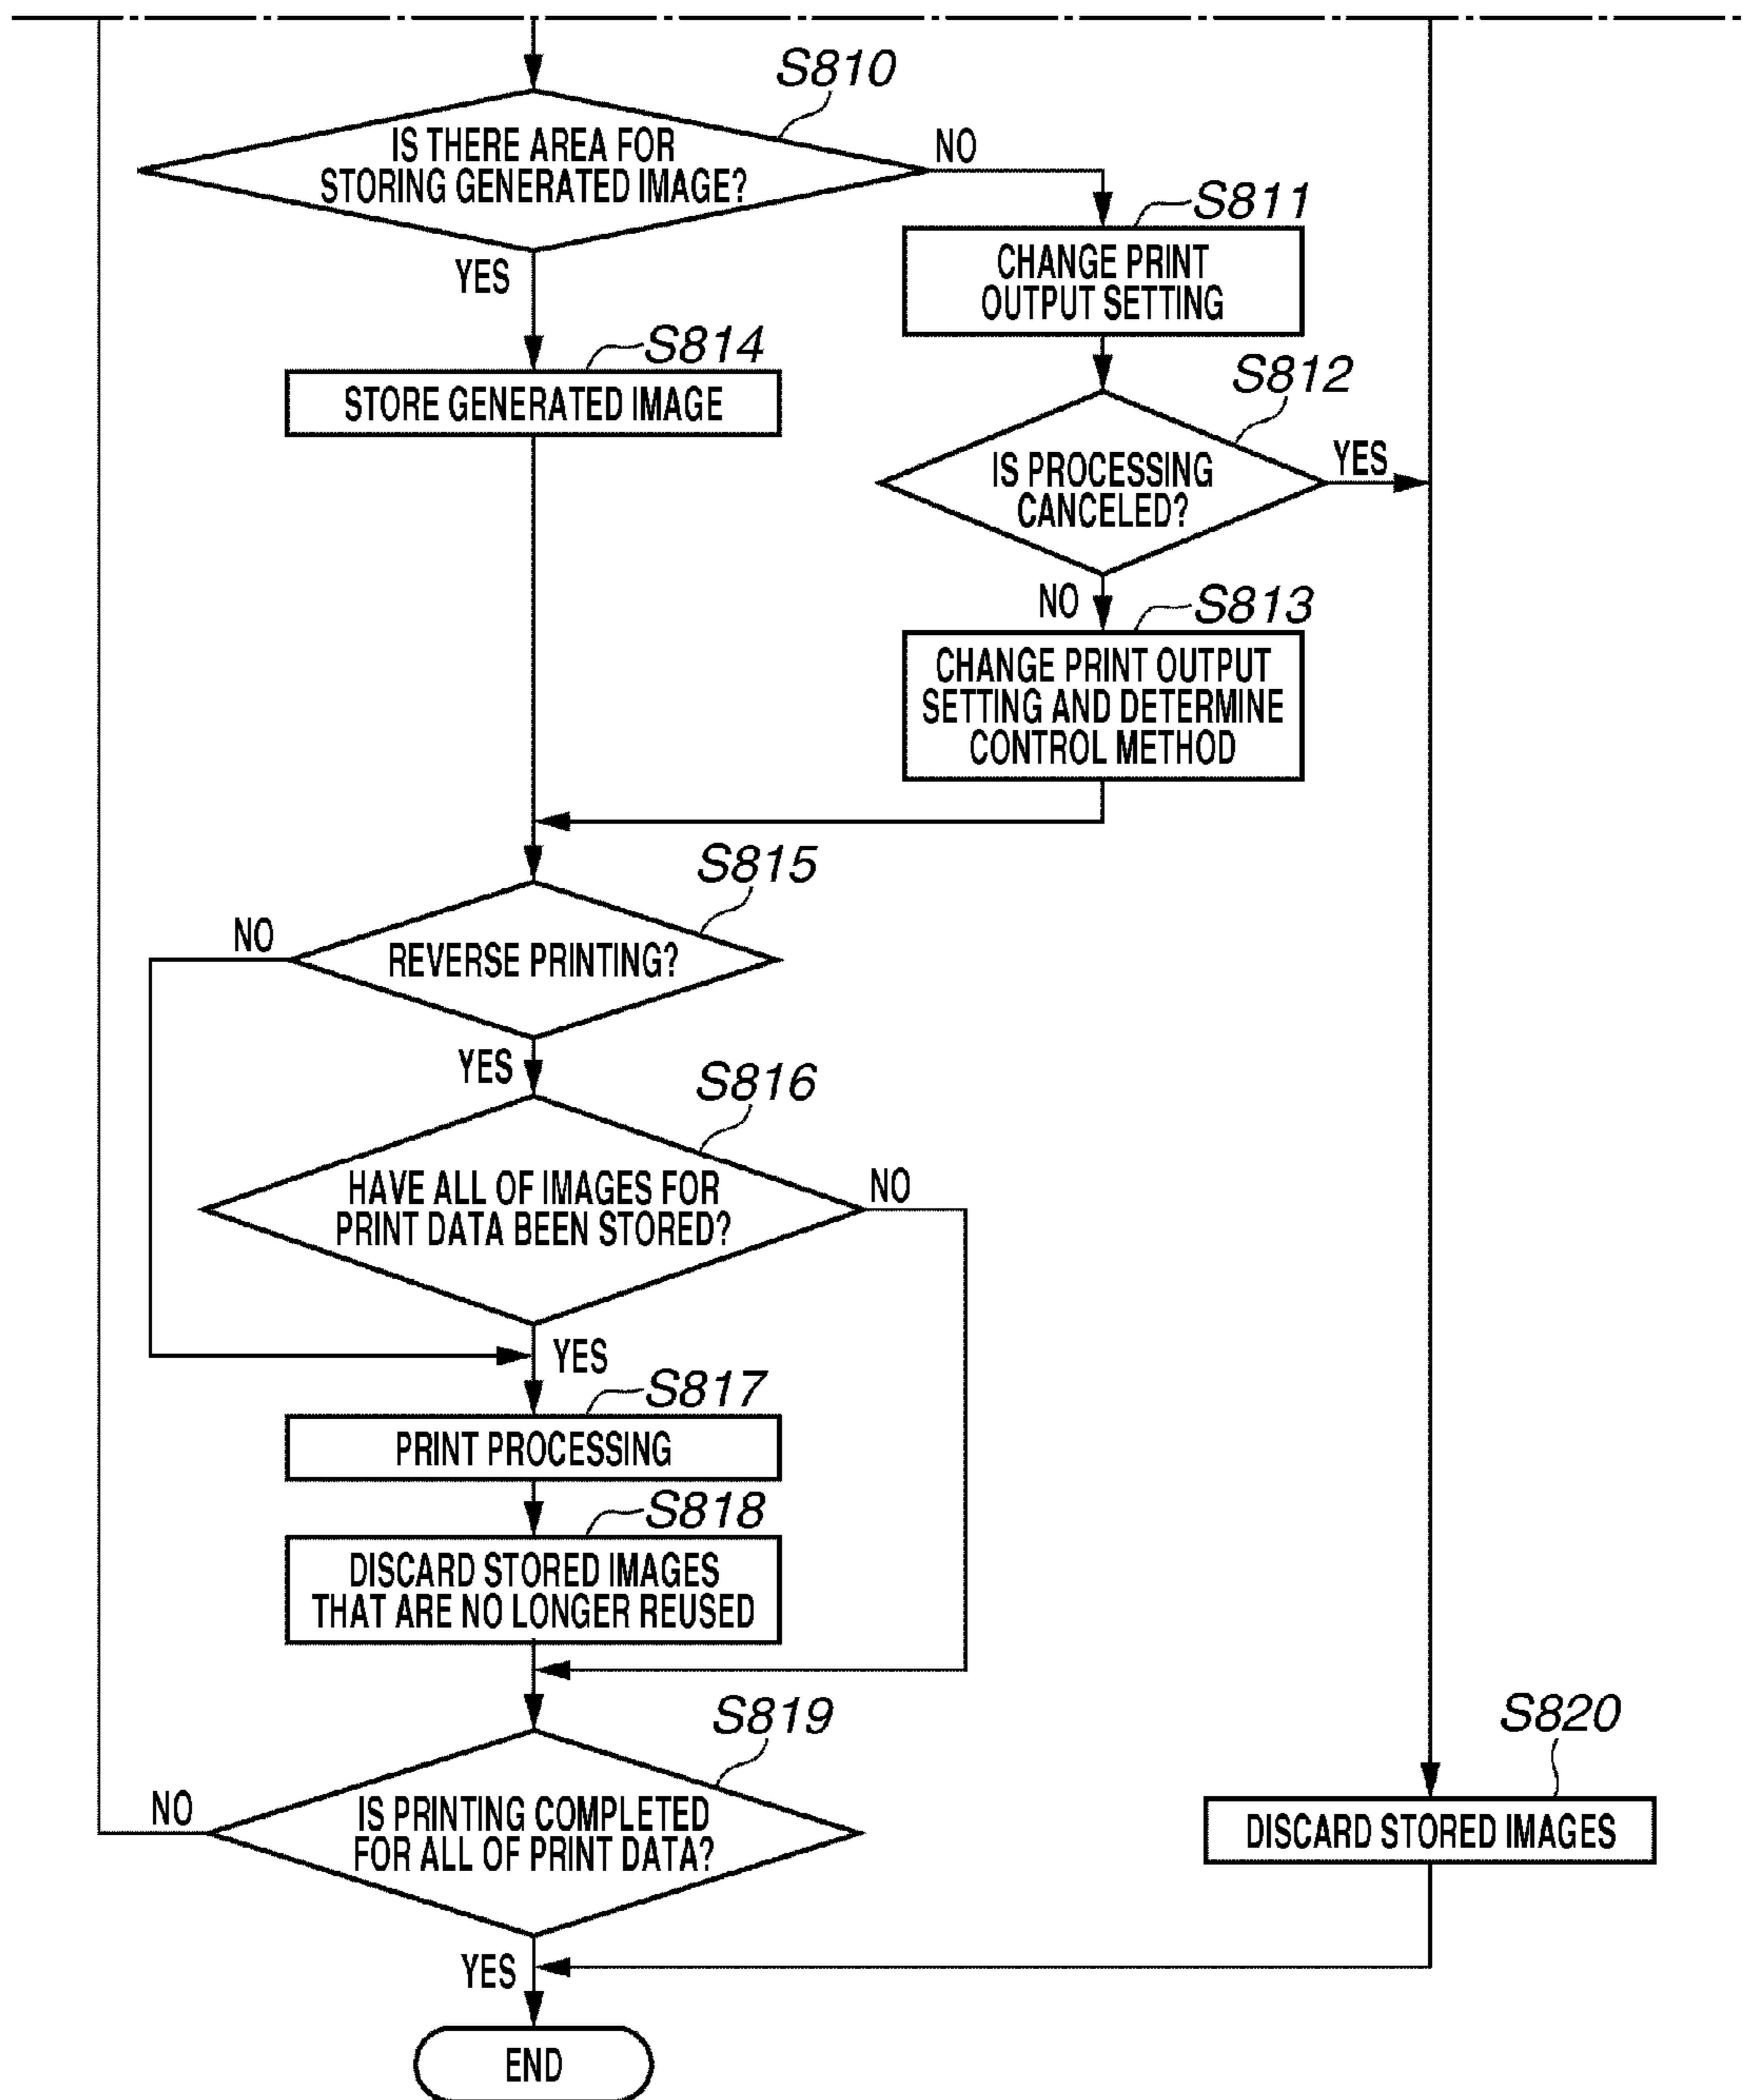 S810
IS THERE AREA FOR
STORING GENERATED IMAGE?
NO
YES
S811
CHANGE PRINT
OUTPUT SETTING
S814
STORE GENERATED IMAGE
S812
IS PROCESSING
CANCELED?
YES
NO
S813
CHANGE PRINT OUTPUT
SETTING AND DETERMINE
CONTROL METHOD
S815
NO
REVERSE PRINTING?
YES
S816
HAVE ALL OF IMAGES FOR
PRINT DATA BEEN STORED?
NO
YES
S817
PRINT PROCESSING
S818
DISCARD STORED IMAGES
THAT ARE NO LONGER REUSED
S819
NO
IS PRINTING COMPLETED
FOR ALL OF PRINT DATA?
S820
DISCARD STORED IMAGES
YES
END